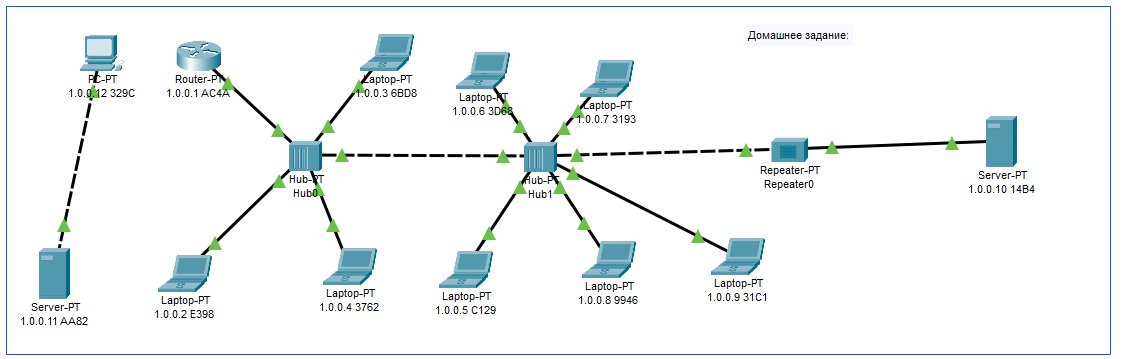 Домашнее задание:
PC-PT
1.0.0.12 329C
Router-PT
1.0.0.1 AC4A
Laptop-PT
1.0.0.3 6BD8
Laptop-PT
1.0.0.6 3D68
Laptop-PT
1.0.0.7 3193
Hub-PT
Hub0
Hub-PT
Hub1
Repeater-PT
Repeater0
Server-PT
1.0.0.10 14B4
Server-PT
1.0.0.11 AA82
Laptop-PT
1.0.0.2 E398
Laptop-PT
1.0.0.4 3762
Laptop-PT
1.0.0.5 C129
Laptop-PT
1.0.0.8 9946
Laptop-PT
1.0.0.9 31C1